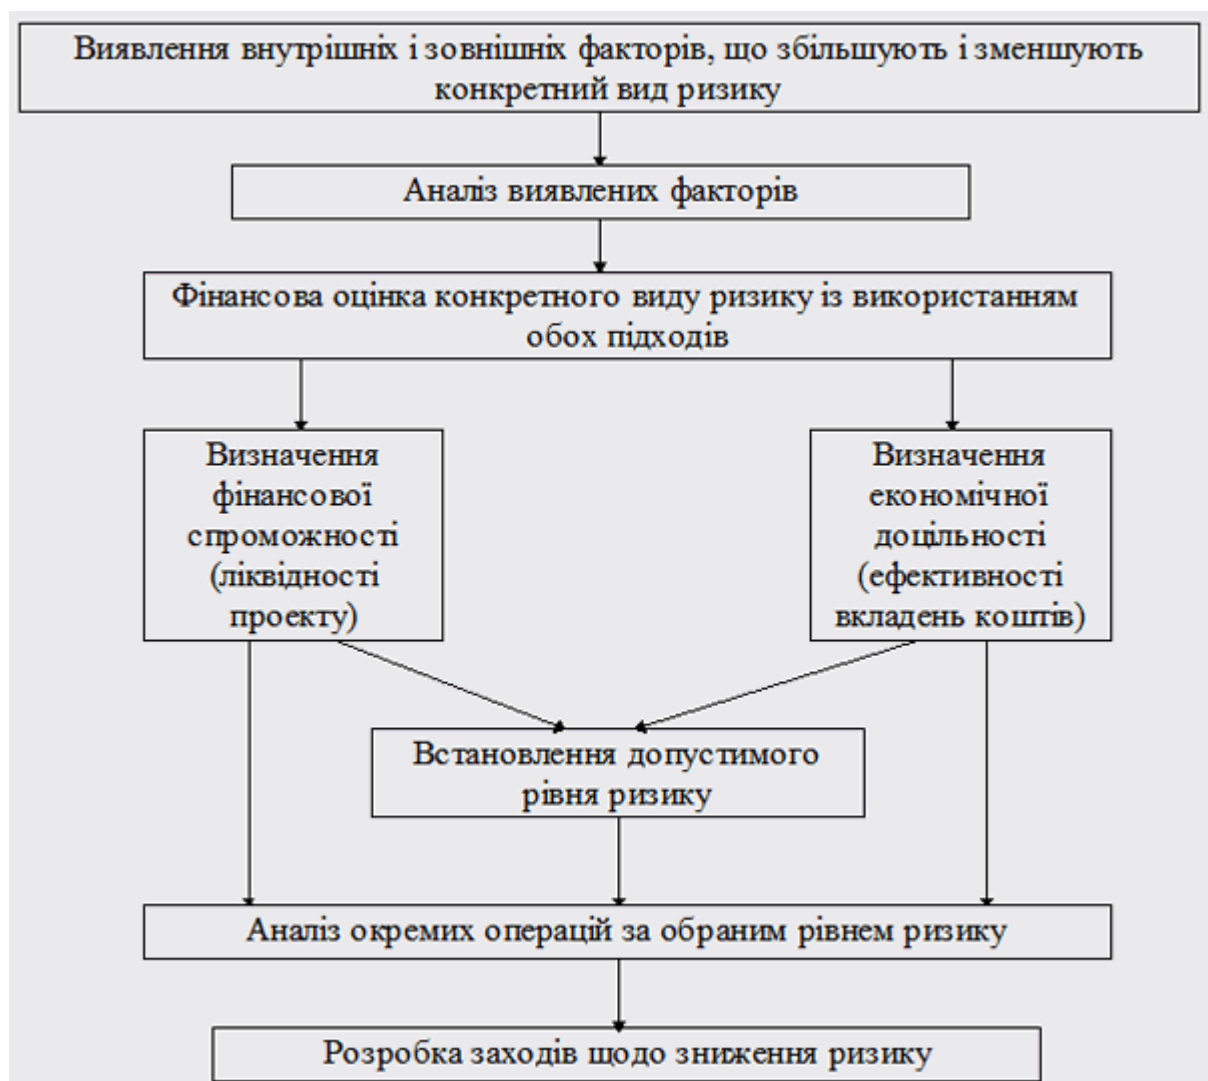 Виявлення внутрішніх і зовнішніх факторів, що збільшують і зменшують
конкретний вид ризику
Аналіз виявлених факторів
Фінансова оцінка конкретного виду ризику із використанням
обох підходів
Визначення
фінансової
спроможності
(ліквідності
проекту)
Визначення
економічної
доцільності
(ефективності
вкладень коштів)
Встановлення допустимого
рівня ризику
Аналіз окремих операцій за обраним рівнем ризику
Розробка заходів щодо зниження ризику